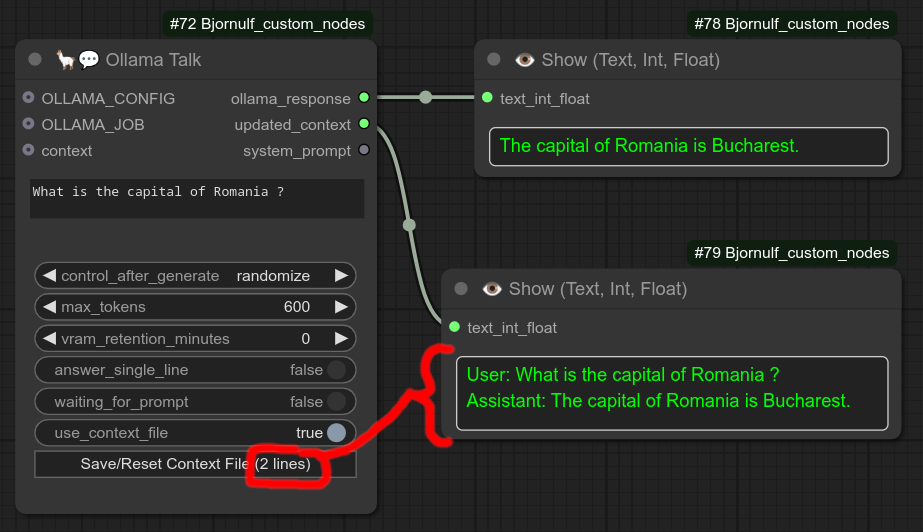 #72 Bjornulf_custom_nodes
🦙💬 Ollama Talk
OLLAMA_CONFIG ollama_response
OLLAMA_JOB updated_context
context system_prompt
What is the capital of Romania ?
control_after_generate randomize
max_tokens 600
vram_retention_minutes 0
answer_single_line false
waiting_for_prompt false
use_context_file true
Save/Reset Context File (2 lines)
#78 Bjornulf_custom_nodes
👁️ Show (Text, Int, Float)
text_int_float
The capital of Romania is Bucharest.
#79 Bjornulf_custom_nodes
👁️ Show (Text, Int, Float)
text_int_float
User: What is the capital of Romania ?
Assistant: The capital of Romania is Bucharest.